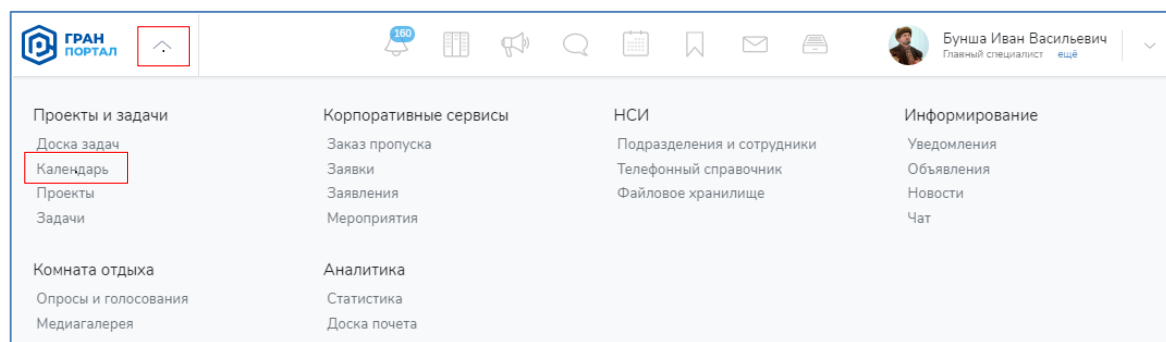 ГРАН
ПОРТАЛ
160
Бунша Иван Васильевич
Главный специалист ещё
Проекты и задачи
Доска задач
Календарь
Проекты
Задачи
Корпоративные сервисы
Заказ пропуска
Заявки
Заявления
Мероприятия
НСИ
Подразделения и сотрудники
Телефонный справочник
Файловое хранилище
Информирование
Уведомления
Объявления
Новости
Чат
Комната отдыха
Опросы и голосования
Медиагалерея
Аналитика
Статистика
Доска почета